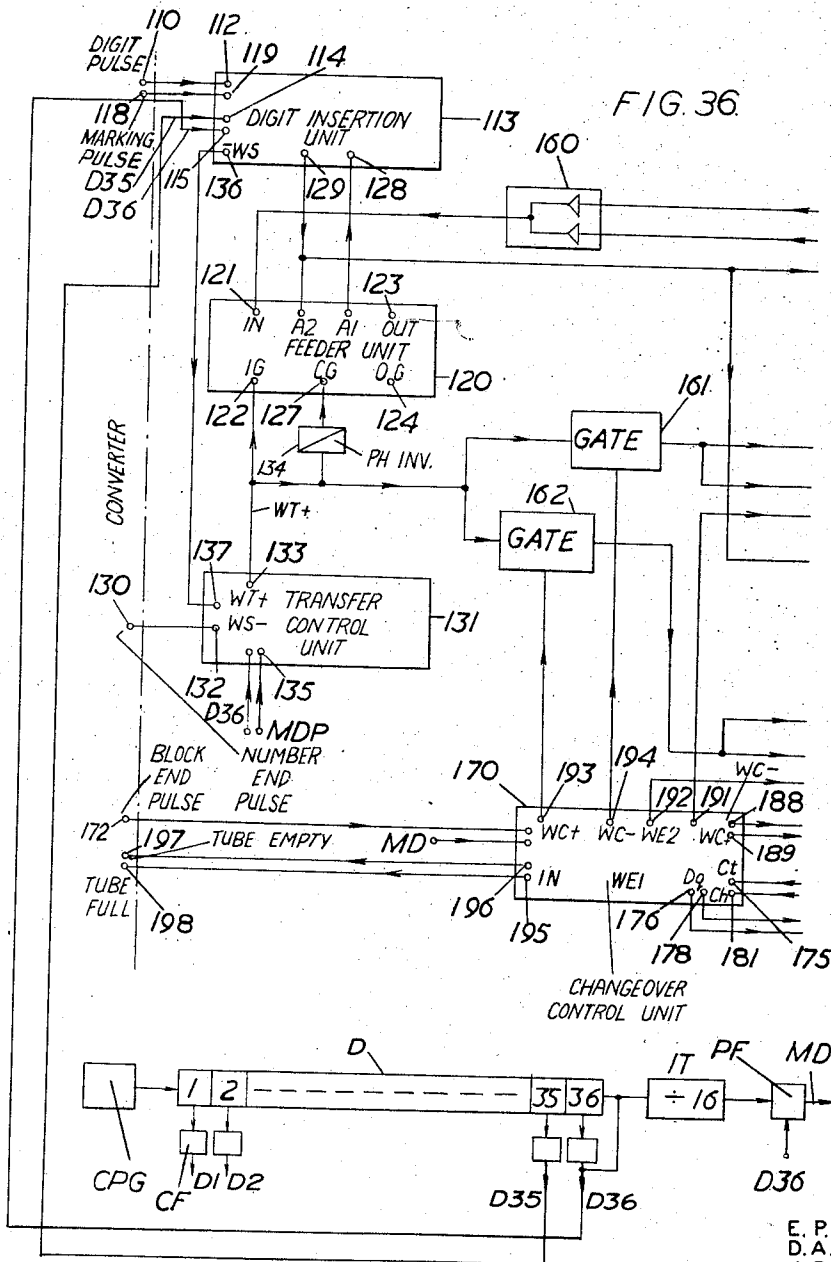 110
112
119
114
DIGIT PULSE
FIG. 36.
118
MARKING PULSE
DIGIT INSERTION UNIT
113
D35
D36
115
WS
136
129
128
160
121
123
IN
A2
A1
OUT
FEEDER UNIT
IG
CG
O.G
120
122
127
124
161
GATE
134
PH INV.
162
GATE
CONVERTER
WT+
137
133
130
WT+ TRANSFER
WS- CONTROL
UNIT
131
132
135
D36
MDP
BLOCK END PULSE
NUMBER END PULSE
170
193
194
192
191
WC-
188
172
WC+
WC-
WE2
WC+
189
197
TUBE EMPTY
MD
Ct
IN
WE1
Dq
Ch
TUBE FULL
198
196
195
176
178
181
175
CHANGEOVER CONTROL UNIT
D
IT
PF
MD
1
2
35
36
÷16
CPG
CF
D1
D2
D35
D36
D36
E. P.
D. A.